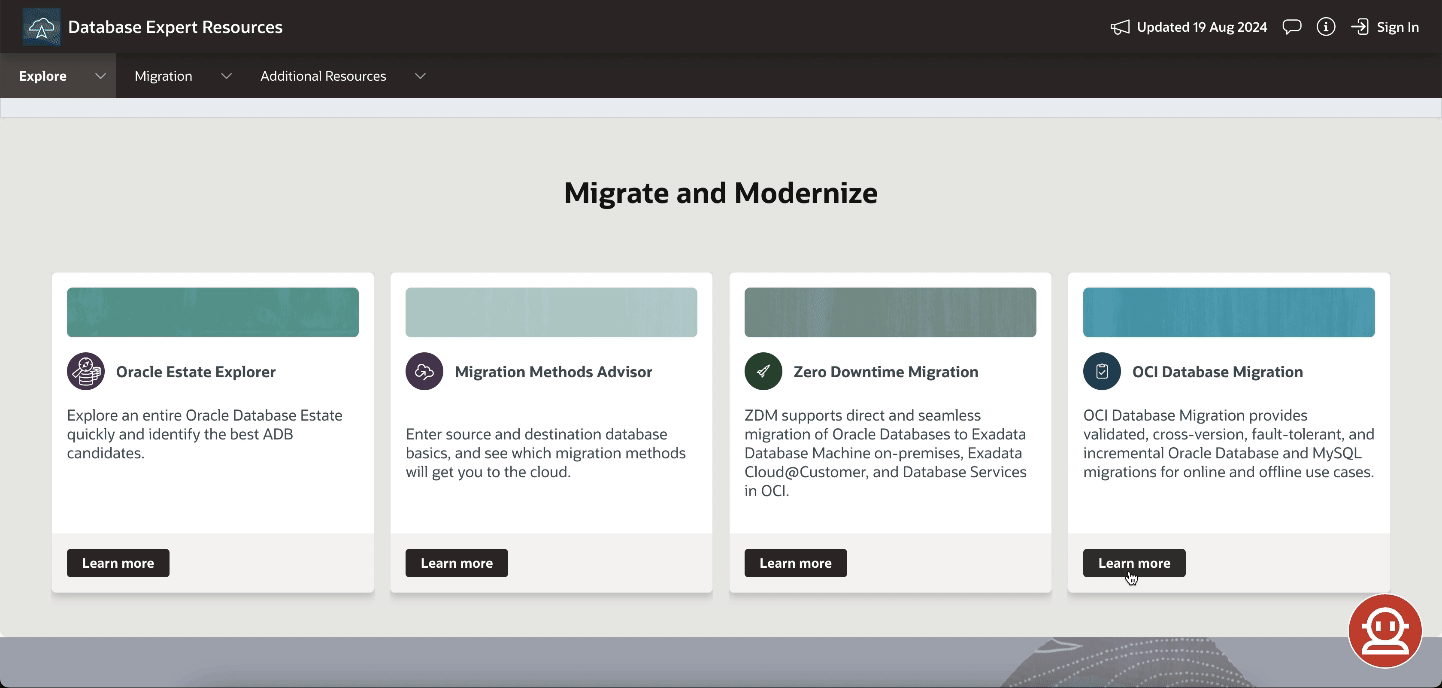 Database Expert Resources
Updated 19 Aug 2024
Sign In
Explore
Migration
Additional Resources
Migrate and Modernize
Oracle Estate Explorer
Explore an entire Oracle Database Estate
quickly and identify the best ADB
candidates.
Learn more
Migration Methods Advisor
Enter source and destination database
basics, and see which migration methods
will get you to the cloud.
Learn more
Zero Downtime Migration
ZDM supports direct and seamless
migration of Oracle Databases to Exadata
Database Machine on-premises, Exadata
Cloud@Customer, and Database Services
in OCI.
Learn more
OCI Database Migration
OCI Database Migration provides
validated, cross-version, fault-tolerant, and
incremental Oracle Database and MySQL
migrations for online and offline use cases.
Learn more